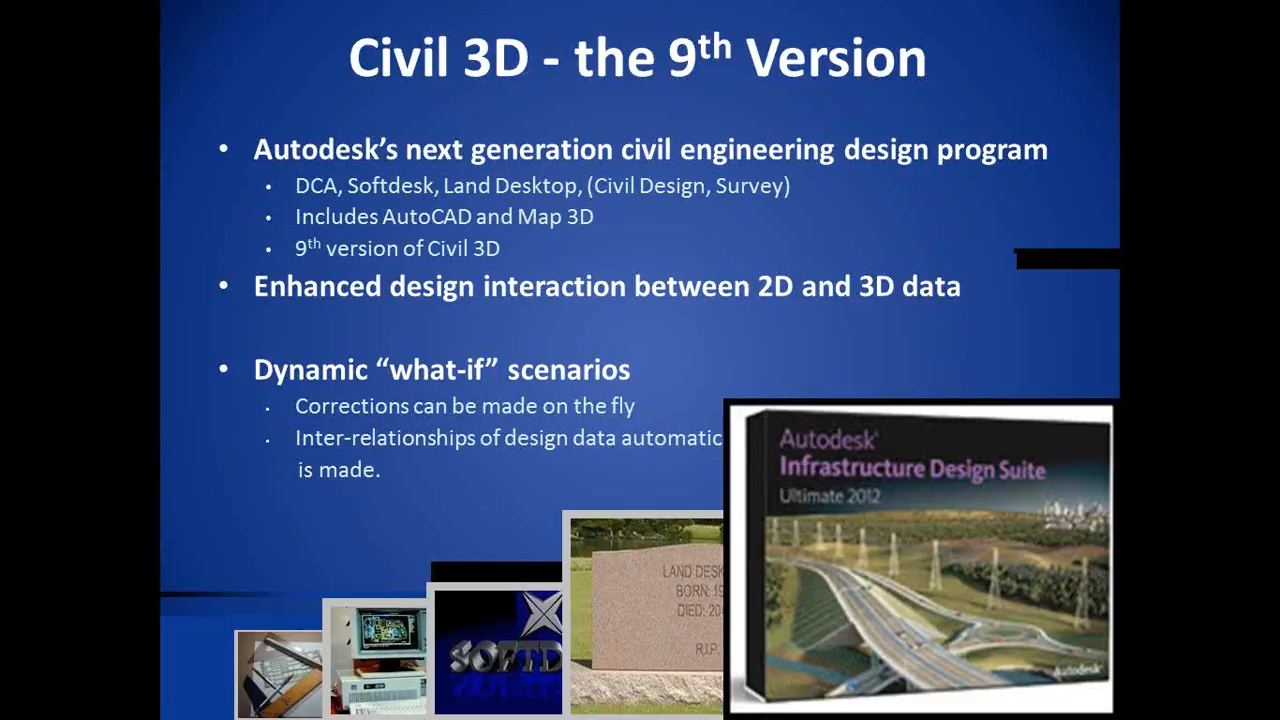 Civil 3D - the 9th Version
• Autodesk’s next generation civil engineering design program
• DCA, Softdesk, Land Desktop, (Civil Design, Survey)
• Includes AutoCAD and Map 3D
• 9th version of Civil 3D
• Enhanced design interaction between 2D and 3D data
• Dynamic “what-if” scenarios
• Corrections can be made on the fly
• Inter-relationships of design data automatic
is made.
Autodesk®
Infrastructure Design Suite
Ultimate 2012
Autodesk
LAND DESK
BORN: 19
DIED: 20
R.I.P.
SOFTD